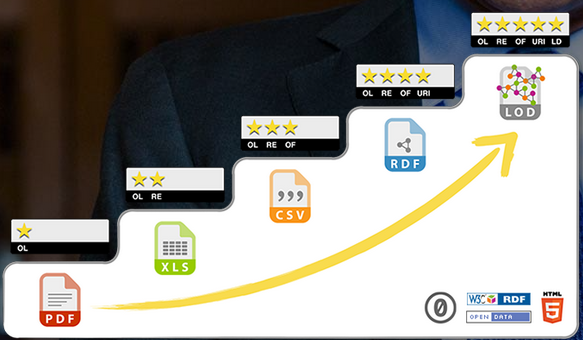 OL RE OF URI LD
LOD
OL RE OF URI
RDF
OL RE OF
CSV
OL RE
XLS
OL
PDF
0
W3C RDF
OPEN DATA
HTML
5